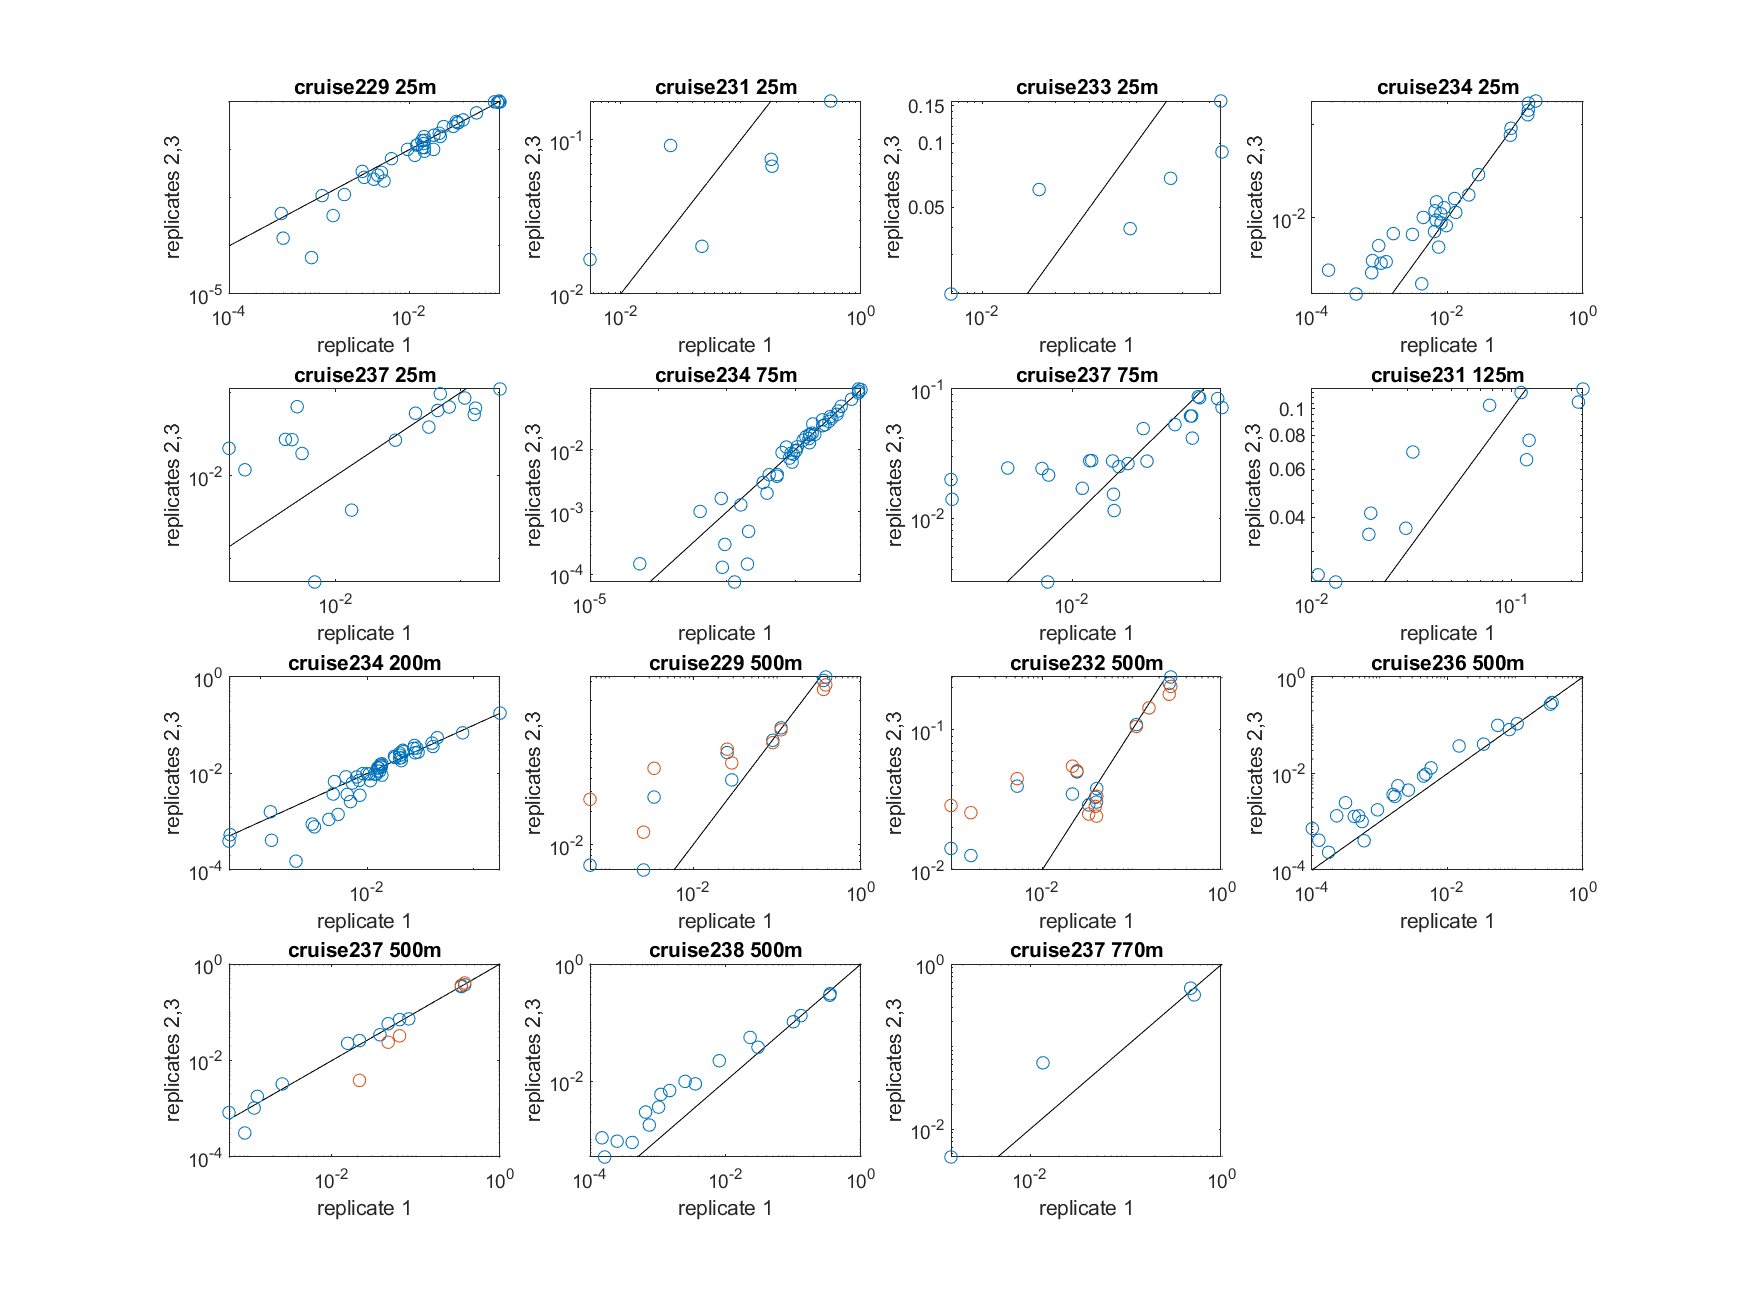 cruise229 25m
replicates 2,3
10^-5
10^-4
10^-2
replicate 1
cruise231 25m
replicates 2,3
10^-1
10^-2
10^-2
10^0
replicate 1
cruise233 25m
replicates 2,3
0.15
0.1
0.05
10^-2
replicate 1
cruise234 25m
replicates 2,3
10^-2
10^-4
10^-2
10^0
replicate 1
cruise237 25m
replicates 2,3
10^-2
10^-2
replicate 1
cruise234 75m
replicates 2,3
10^-2
10^-3
10^-4
10^-5
replicate 1
cruise237 75m
replicates 2,3
10^-1
10^-2
10^-2
replicate 1
cruise231 125m
replicates 2,3
0.1
0.08
0.06
0.04
10^-2
10^-1
replicate 1
cruise234 200m
replicates 2,3
10^0
10^-2
10^-4
10^-2
replicate 1
cruise229 500m
replicates 2,3
10^-2
10^-2
10^0
replicate 1
cruise232 500m
replicates 2,3
10^-1
10^-2
10^-2
10^0
replicate 1
cruise236 500m
replicates 2,3
10^0
10^-2
10^-4
10^-4
10^-2
10^0
replicate 1
cruise237 500m
replicates 2,3
10^0
10^-2
10^-4
10^-2
10^0
replicate 1
cruise238 500m
replicates 2,3
10^0
10^-2
10^-4
10^-2
10^0
replicate 1
cruise237 770m
replicates 2,3
10^0
10^-2
10^-2
10^0
replicate 1